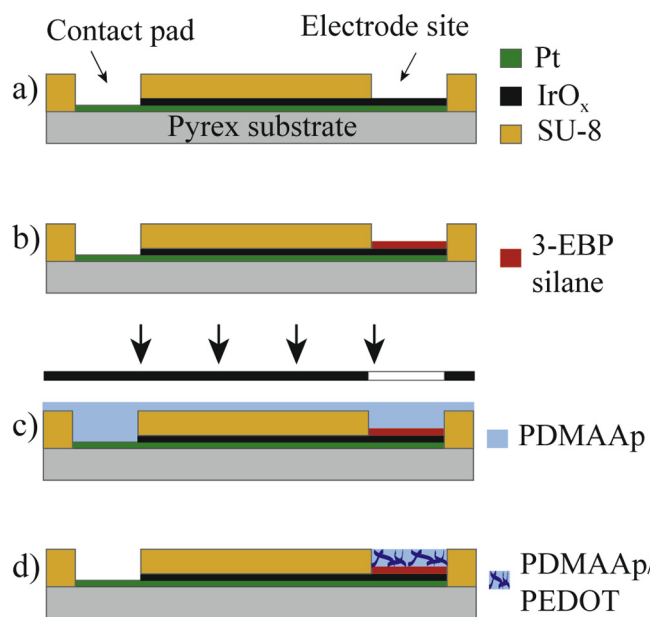 Contact pad
Electrode site
a)
Pt
IrOx
SU-8
Pyrex substrate
b)
3-EBP
silane
c)
PDMAAp
d)
PDMAAp/
PEDOT